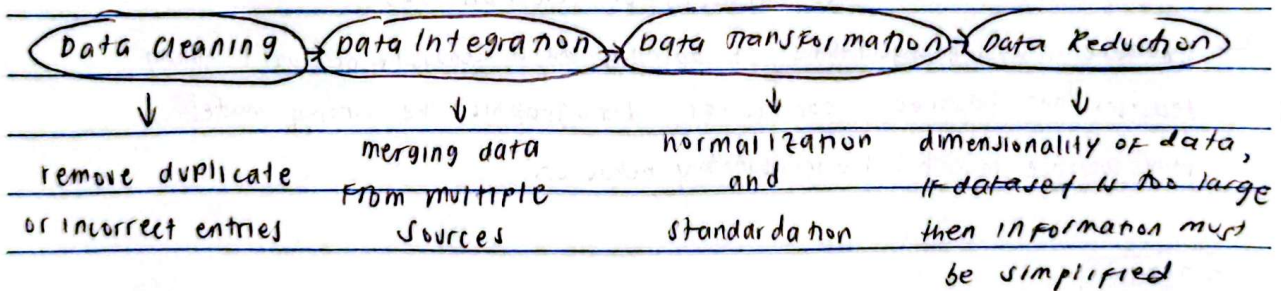 Data Cleaning → Data Integration → Data Transformation → Data Reduction
↓ ↓ ↓ ↓
remove duplicate
or incorrect entries
merging data
from multiple
sources
normalization
and
standardation
dimensionality of data,
if dataset is too large
then information must
be simplified